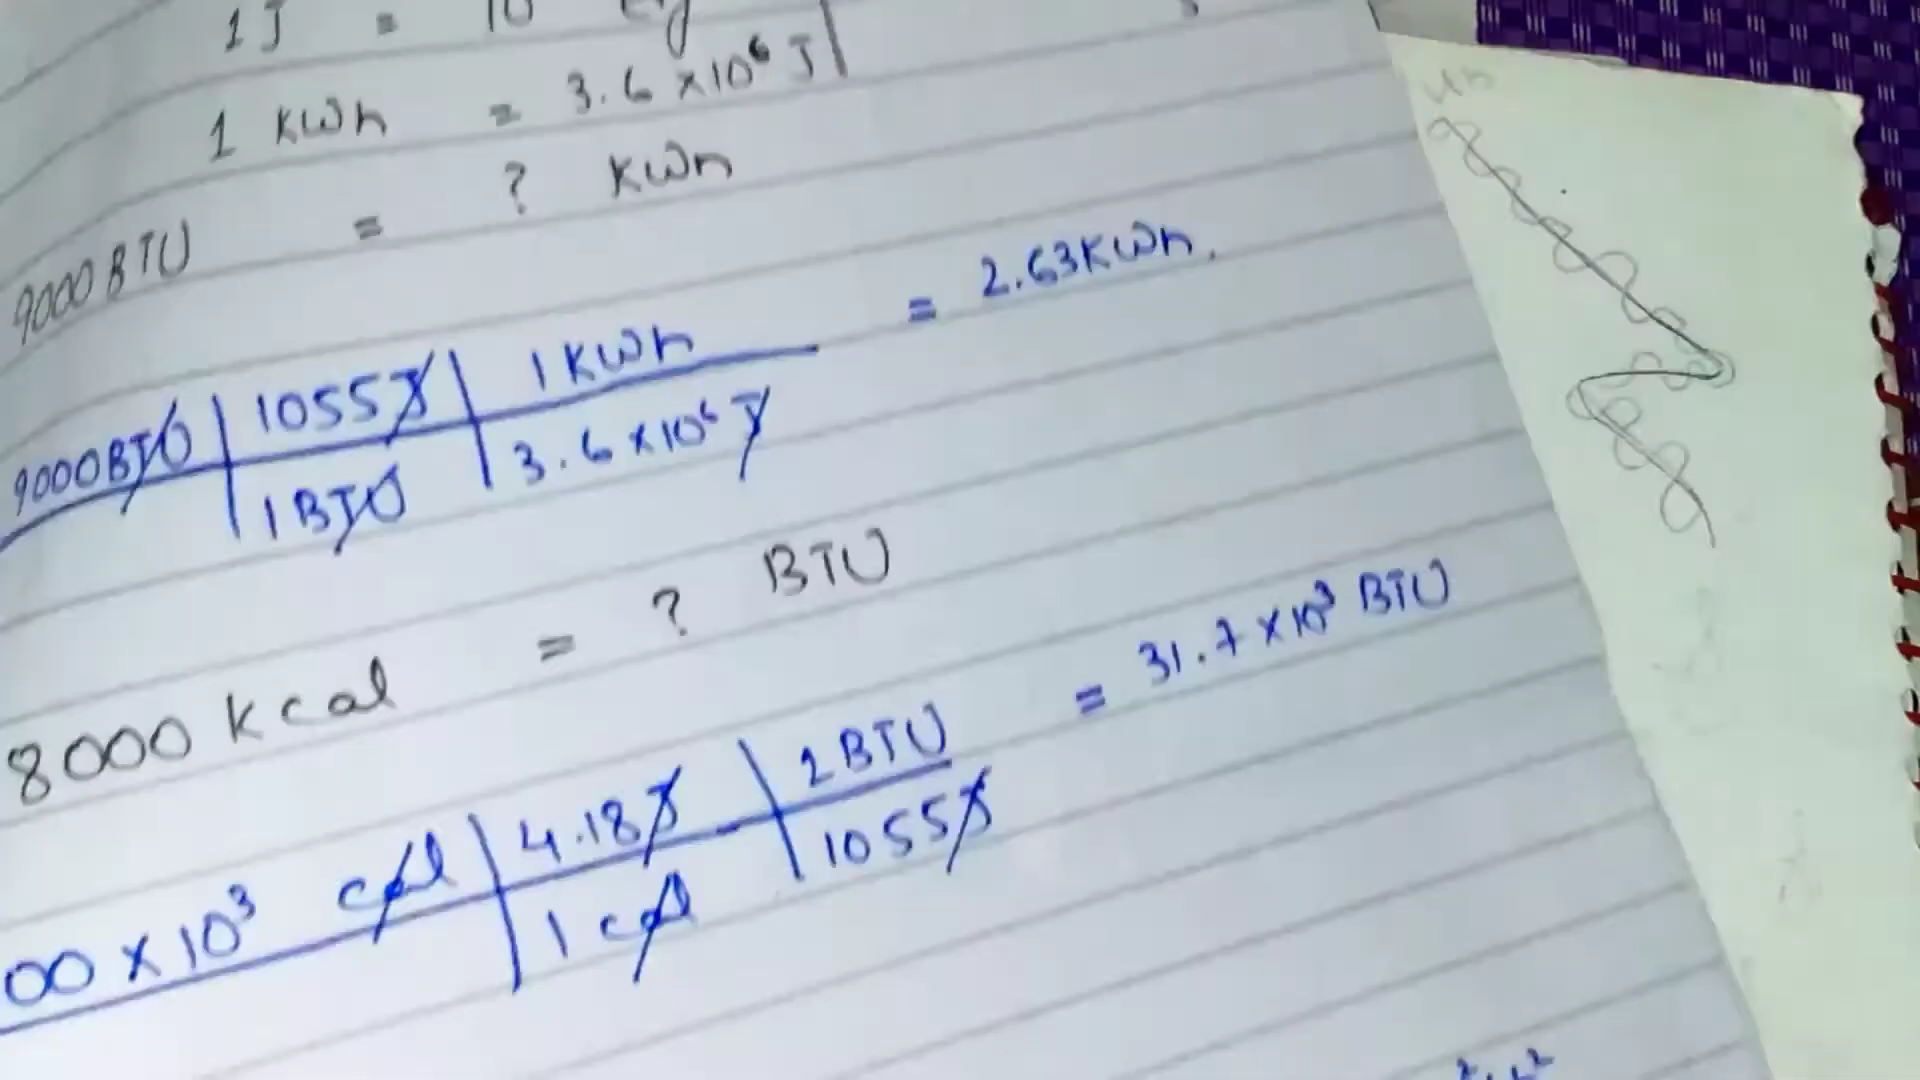 1 J = 10
1 KWh = 3.6 × 10⁶ J
9000 BTU = ? KWh
9000 BTU | 1055 J | 1 KWh = 2.63 KWh.
1 BTU | 3.6 × 10⁶ J
8000 kcal = ? BTU
00 × 10³ cal | 4.18 J | 1 BTU = 31.7 × 10³ BTU
1 cal | 1055 J